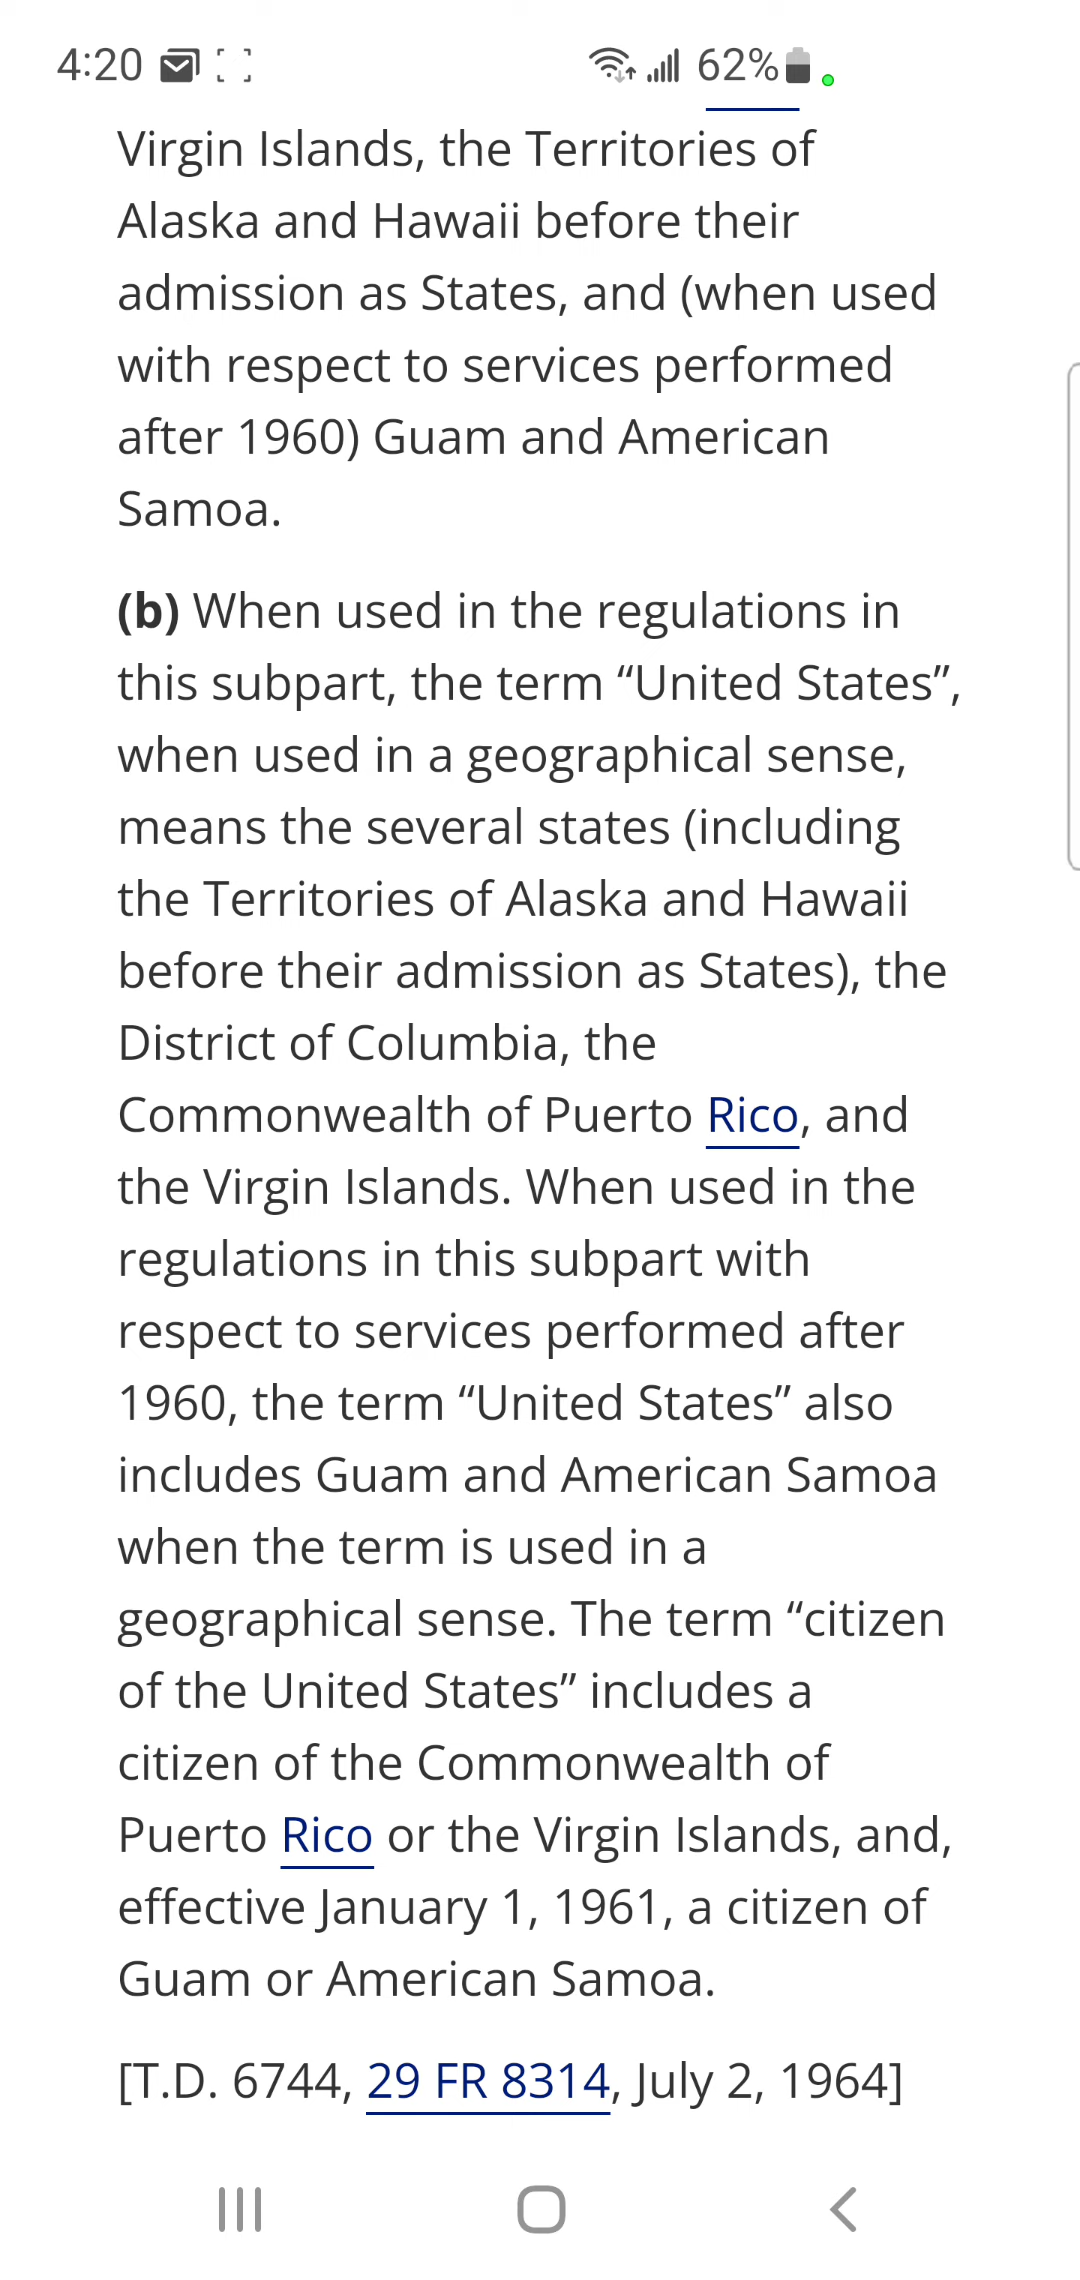 4:20
62%
Virgin Islands, the Territories of
Alaska and Hawaii before their
admission as States, and (when used
with respect to services performed
after 1960) Guam and American
Samoa.
(b) When used in the regulations in
this subpart, the term “United States”,
when used in a geographical sense,
means the several states (including
the Territories of Alaska and Hawaii
before their admission as States), the
District of Columbia, the
Commonwealth of Puerto Rico, and
the Virgin Islands. When used in the
regulations in this subpart with
respect to services performed after
1960, the term “United States” also
includes Guam and American Samoa
when the term is used in a
geographical sense. The term “citizen
of the United States” includes a
citizen of the Commonwealth of
Puerto Rico or the Virgin Islands, and,
effective January 1, 1961, a citizen of
Guam or American Samoa.
[T.D. 6744, 29 FR 8314, July 2, 1964]